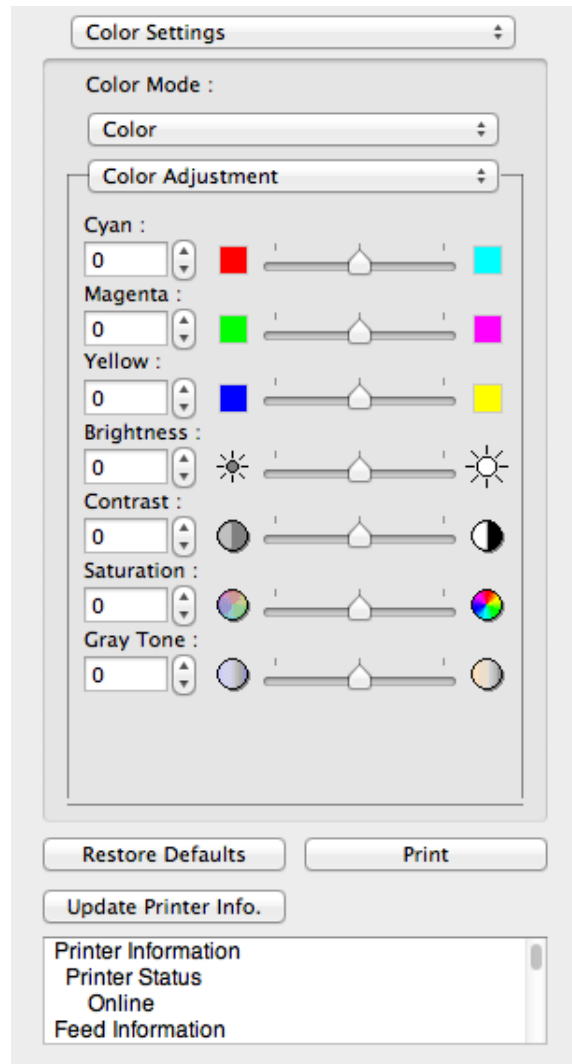 Color Settings
Color Mode :
Color
Color Adjustment
Cyan :
0
Magenta :
0
Yellow :
0
Brightness :
0
Contrast :
0
Saturation :
0
Gray Tone :
0
Restore Defaults Print
Update Printer Info.
Printer Information
Printer Status
Online
Feed Information